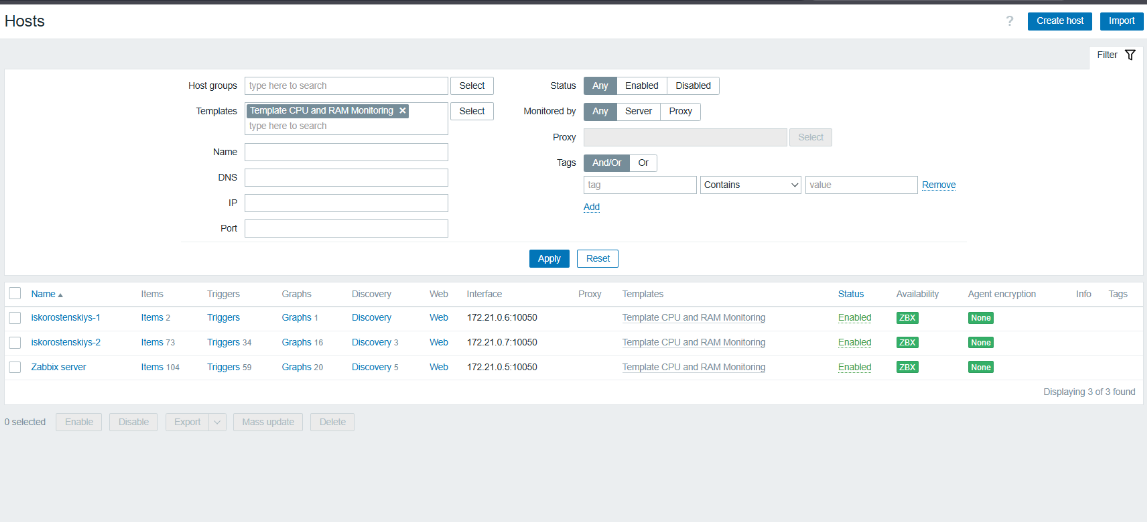 Hosts
? Create host Import
Filter
Host groups type here to search Select Status Any Enabled Disabled
Templates Template CPU and RAM Monitoring × Select Monitored by Any Server Proxy
type here to search
Proxy Select
Name Tags And/Or Or
DNS tag Contains value Remove
IP Add
Port
Apply Reset
Name Items Triggers Graphs Discovery Web Interface Proxy Templates Status Availability Agent encryption Info Tags
iskorostenskiys-1 Items 2 Triggers Graphs 1 Discovery Web 172.21.0.6:10050 Template CPU and RAM Monitoring Enabled ZBX None
iskorostenskiys-2 Items 73 Triggers 34 Graphs 16 Discovery 3 Web 172.21.0.7:10050 Template CPU and RAM Monitoring Enabled ZBX None
Zabbix server Items 104 Triggers 59 Graphs 20 Discovery 5 Web 172.21.0.5:10050 Template CPU and RAM Monitoring Enabled ZBX None
Displaying 3 of 3 found
0 selected Enable Disable Export Mass update Delete